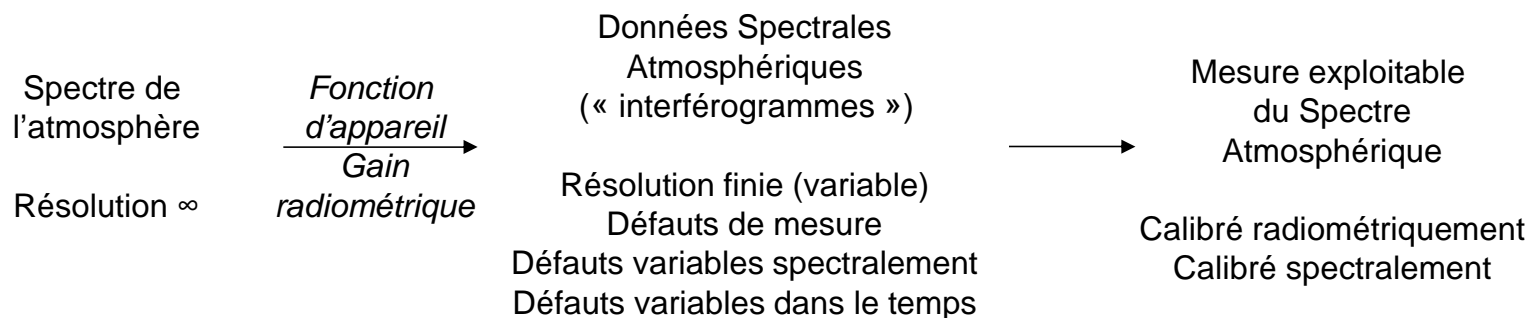 Spectre de
l’atmosphère
Résolution ∞
Fonction
d’appareil
Gain
radiométrique
Données Spectrales
Atmosphériques
(« interférogrammes »)
Résolution finie (variable)
Défauts de mesure
Défauts variables spectralement
Défauts variables dans le temps
Mesure exploitable
du Spectre
Atmosphérique
Calibré radiométriquement
Calibré spectralement